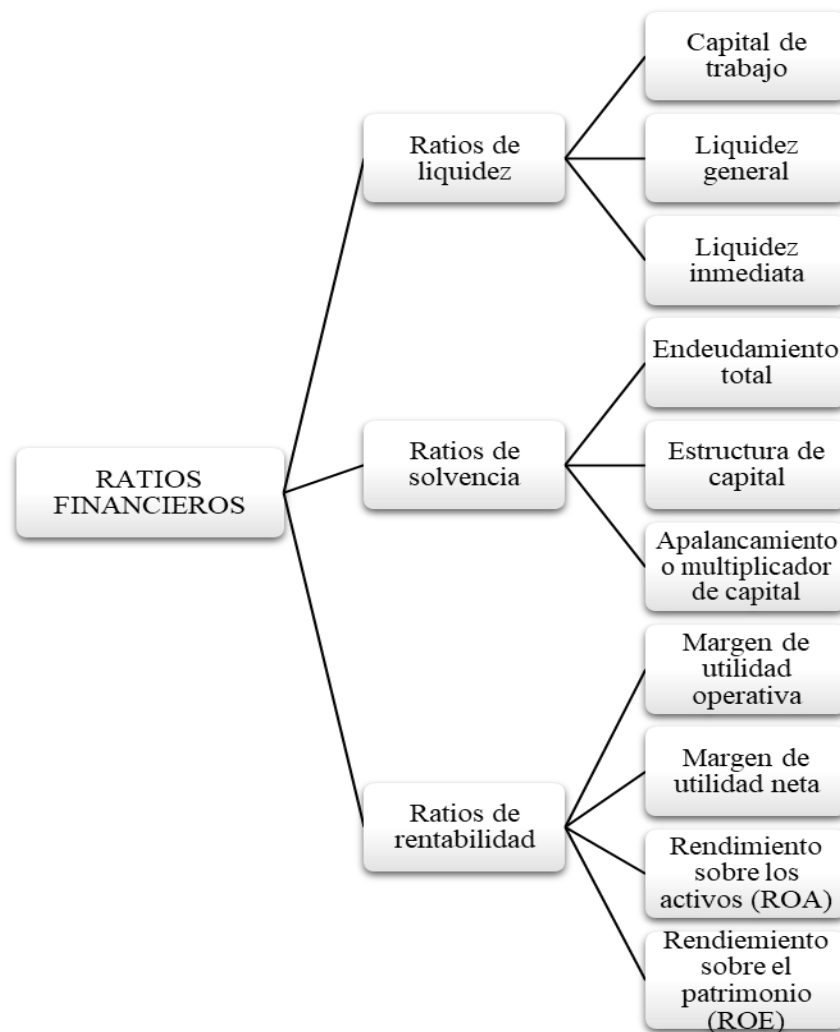 RATIOS
FINANCIEROS
Ratios de
liquidez
Capital de
trabajo
Liquidez
general
Liquidez
inmediata
Ratios de
solvencia
Endeudamiento
total
Estructura de
capital
Apalancamiento
o multiplicador
de capital
Ratios de
rentabilidad
Margen de
utilidad
operativa
Margen de
utilidad neta
Rendimiento
sobre los
activos (ROA)
Rendiemiento
sobre el
patrimonio
(ROE)